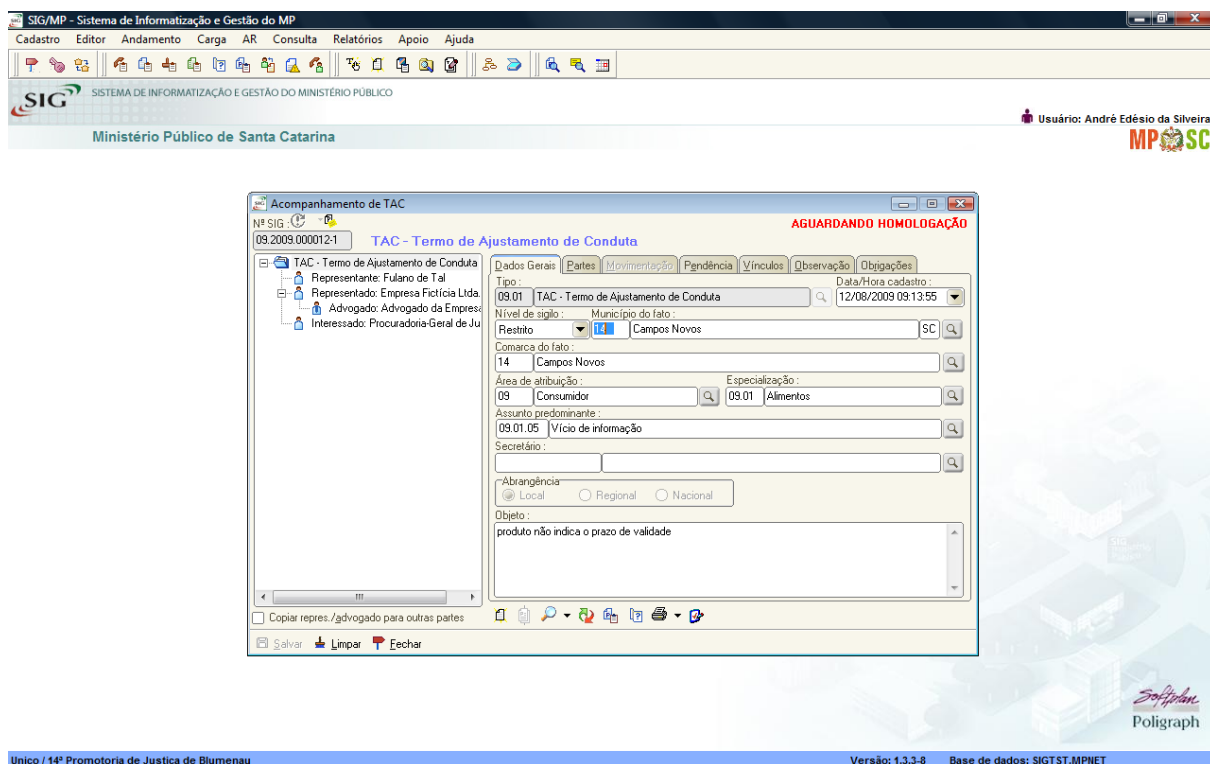 SIG/MP - Sistema de Informatização e Gestão do MP
Cadastro Editor Andamento Carga AR Consulta Relatórios Apoio Ajuda
SIG SISTEMA DE INFORMATIZAÇÃO E GESTÃO DO MINISTÉRIO PÚBLICO
Usuário: André Edésio da Silveira
Ministério Público de Santa Catarina
MP SC
Acompanhamento de TAC
Nº SIG :
AGUARDANDO HOMOLOGAÇÃO
09.2009.000012-1 TAC - Termo de Ajustamento de Conduta
TAC - Termo de Ajustamento de Conduta
Representante: Fulano de Tal
Representado: Empresa Fictícia Ltda.
Advogado: Advogado da Empresa
Interessado: Procuradoria-Geral de Ju
Dados Gerais Partes Movimentação Pendência Vínculos Observação Obrigações
Tipo : Data/Hora cadastro :
09.01 TAC - Termo de Ajustamento de Conduta 12/08/2009 09:13:55
Nível de sigilo : Município do fato :
Restrito 14 Campos Novos SC
Comarca do fato :
14 Campos Novos
Área de atribuição : Especialização :
09 Consumidor 09.01 Alimentos
Assunto predominante :
09.01.05 Vício de informação
Secretário :
Abrangência
Local Regional Nacional
Objeto :
produto não indica o prazo de validade
Copiar repres./advogado para outras partes
Salvar Limpar Fechar
Softplan
Poligraph
Unico / 14ª Promotoria de Justiça de Blumenau Versão: 1.3.3-8 Base de dados: SIGTST.MPNET